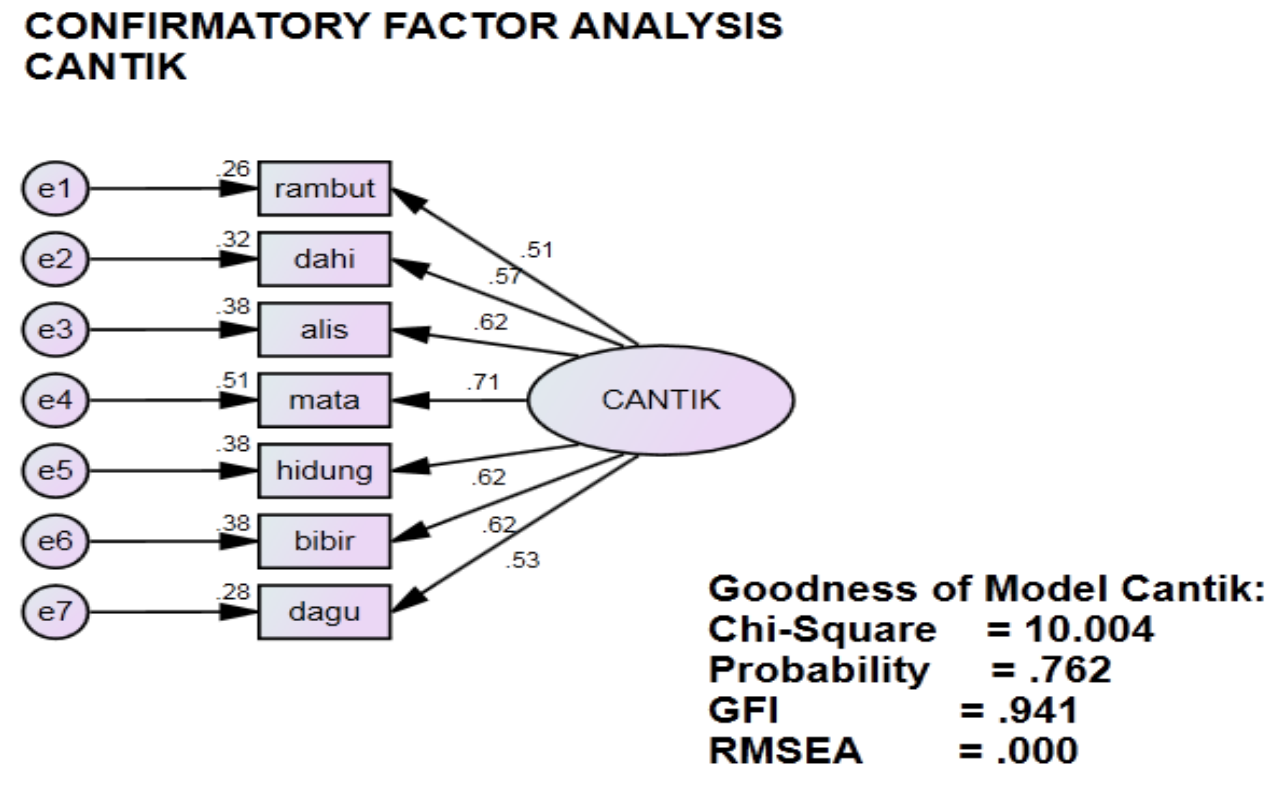 CONFIRMATORY FACTOR ANALYSIS
CANTIK
e1 .26 rambut .51
e2 .32 dahi .57
e3 .38 alis .62
e4 .51 mata .71 CANTIK
e5 .38 hidung .62
e6 .38 bibir .62
e7 .28 dagu .53
Goodness of Model Cantik:
Chi-Square = 10.004
Probability = .762
GFI = .941
RMSEA = .000